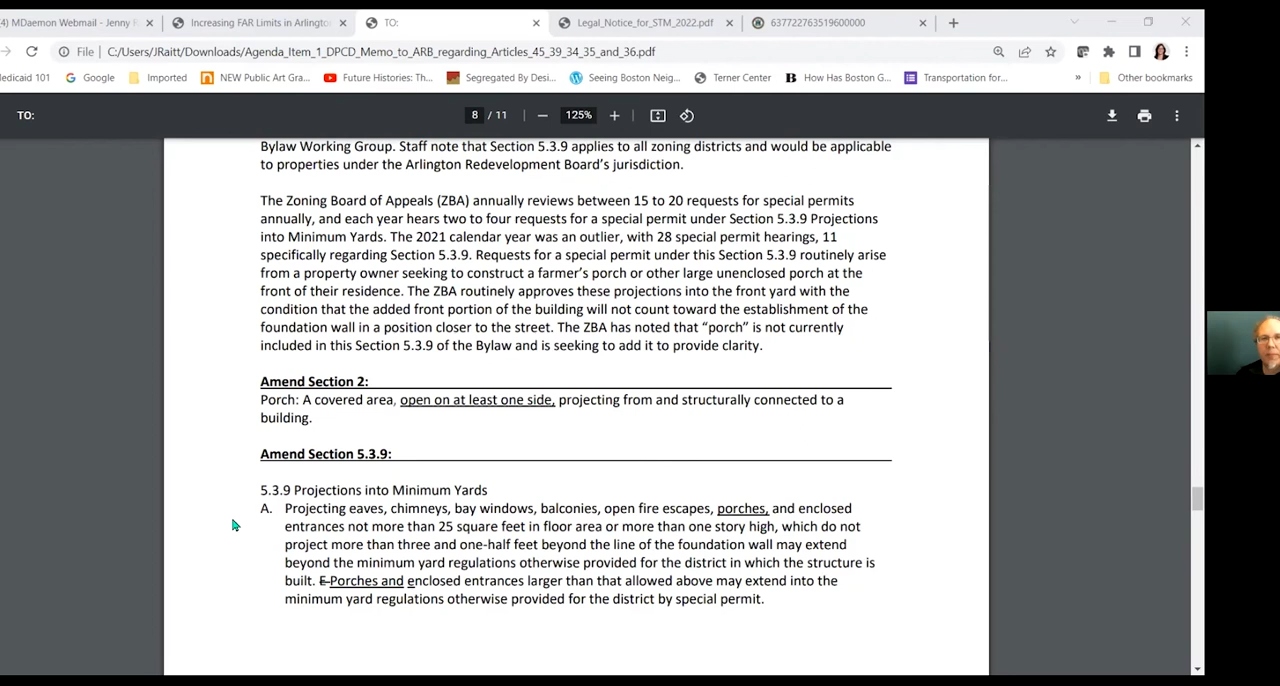 4) MDaemon Webmail - Jenny R
Increasing FAR Limits in Arlingto
TO:
Legal_Notice_for_STM_2022.pdf
637722763519600000
File
C:/Users/JRaitt/Downloads/Agenda_Item_1_DPCD_Memo_to_ARB_regarding_Articles_45_39_34_35_and_36.pdf
edicaid 101
Google
Imported
NEW Public Art Gra...
Future Histories: Th...
Segregated By Desi...
Seeing Boston Neig...
Terner Center
How Has Boston G...
Transportation for...
»
Other bookmarks
TO:
8 / 11
125%
Bylaw Working Group. Staff note that Section 5.3.9 applies to all zoning districts and would be applicable
to properties under the Arlington Redevelopment Board's jurisdiction.
The Zoning Board of Appeals (ZBA) annually reviews between 15 to 20 requests for special permits
annually, and each year hears two to four requests for a special permit under Section 5.3.9 Projections
into Minimum Yards. The 2021 calendar year was an outlier, with 28 special permit hearings, 11
specifically regarding Section 5.3.9. Requests for a special permit under this Section 5.3.9 routinely arise
from a property owner seeking to construct a farmer's porch or other large unenclosed porch at the
front of their residence. The ZBA routinely approves these projections into the front yard with the
condition that the added front portion of the building will not count toward the establishment of the
foundation wall in a position closer to the street. The ZBA has noted that “porch” is not currently
included in this Section 5.3.9 of the Bylaw and is seeking to add it to provide clarity.
Amend Section 2:
Porch: A covered area, open on at least one side, projecting from and structurally connected to a
building.
Amend Section 5.3.9:
5.3.9 Projections into Minimum Yards
A. Projecting eaves, chimneys, bay windows, balconies, open fire escapes, porches, and enclosed
entrances not more than 25 square feet in floor area or more than one story high, which do not
project more than three and one-half feet beyond the line of the foundation wall may extend
beyond the minimum yard regulations otherwise provided for the district in which the structure is
built. E Porches and enclosed entrances larger than that allowed above may extend into the
minimum yard regulations otherwise provided for the district by special permit.